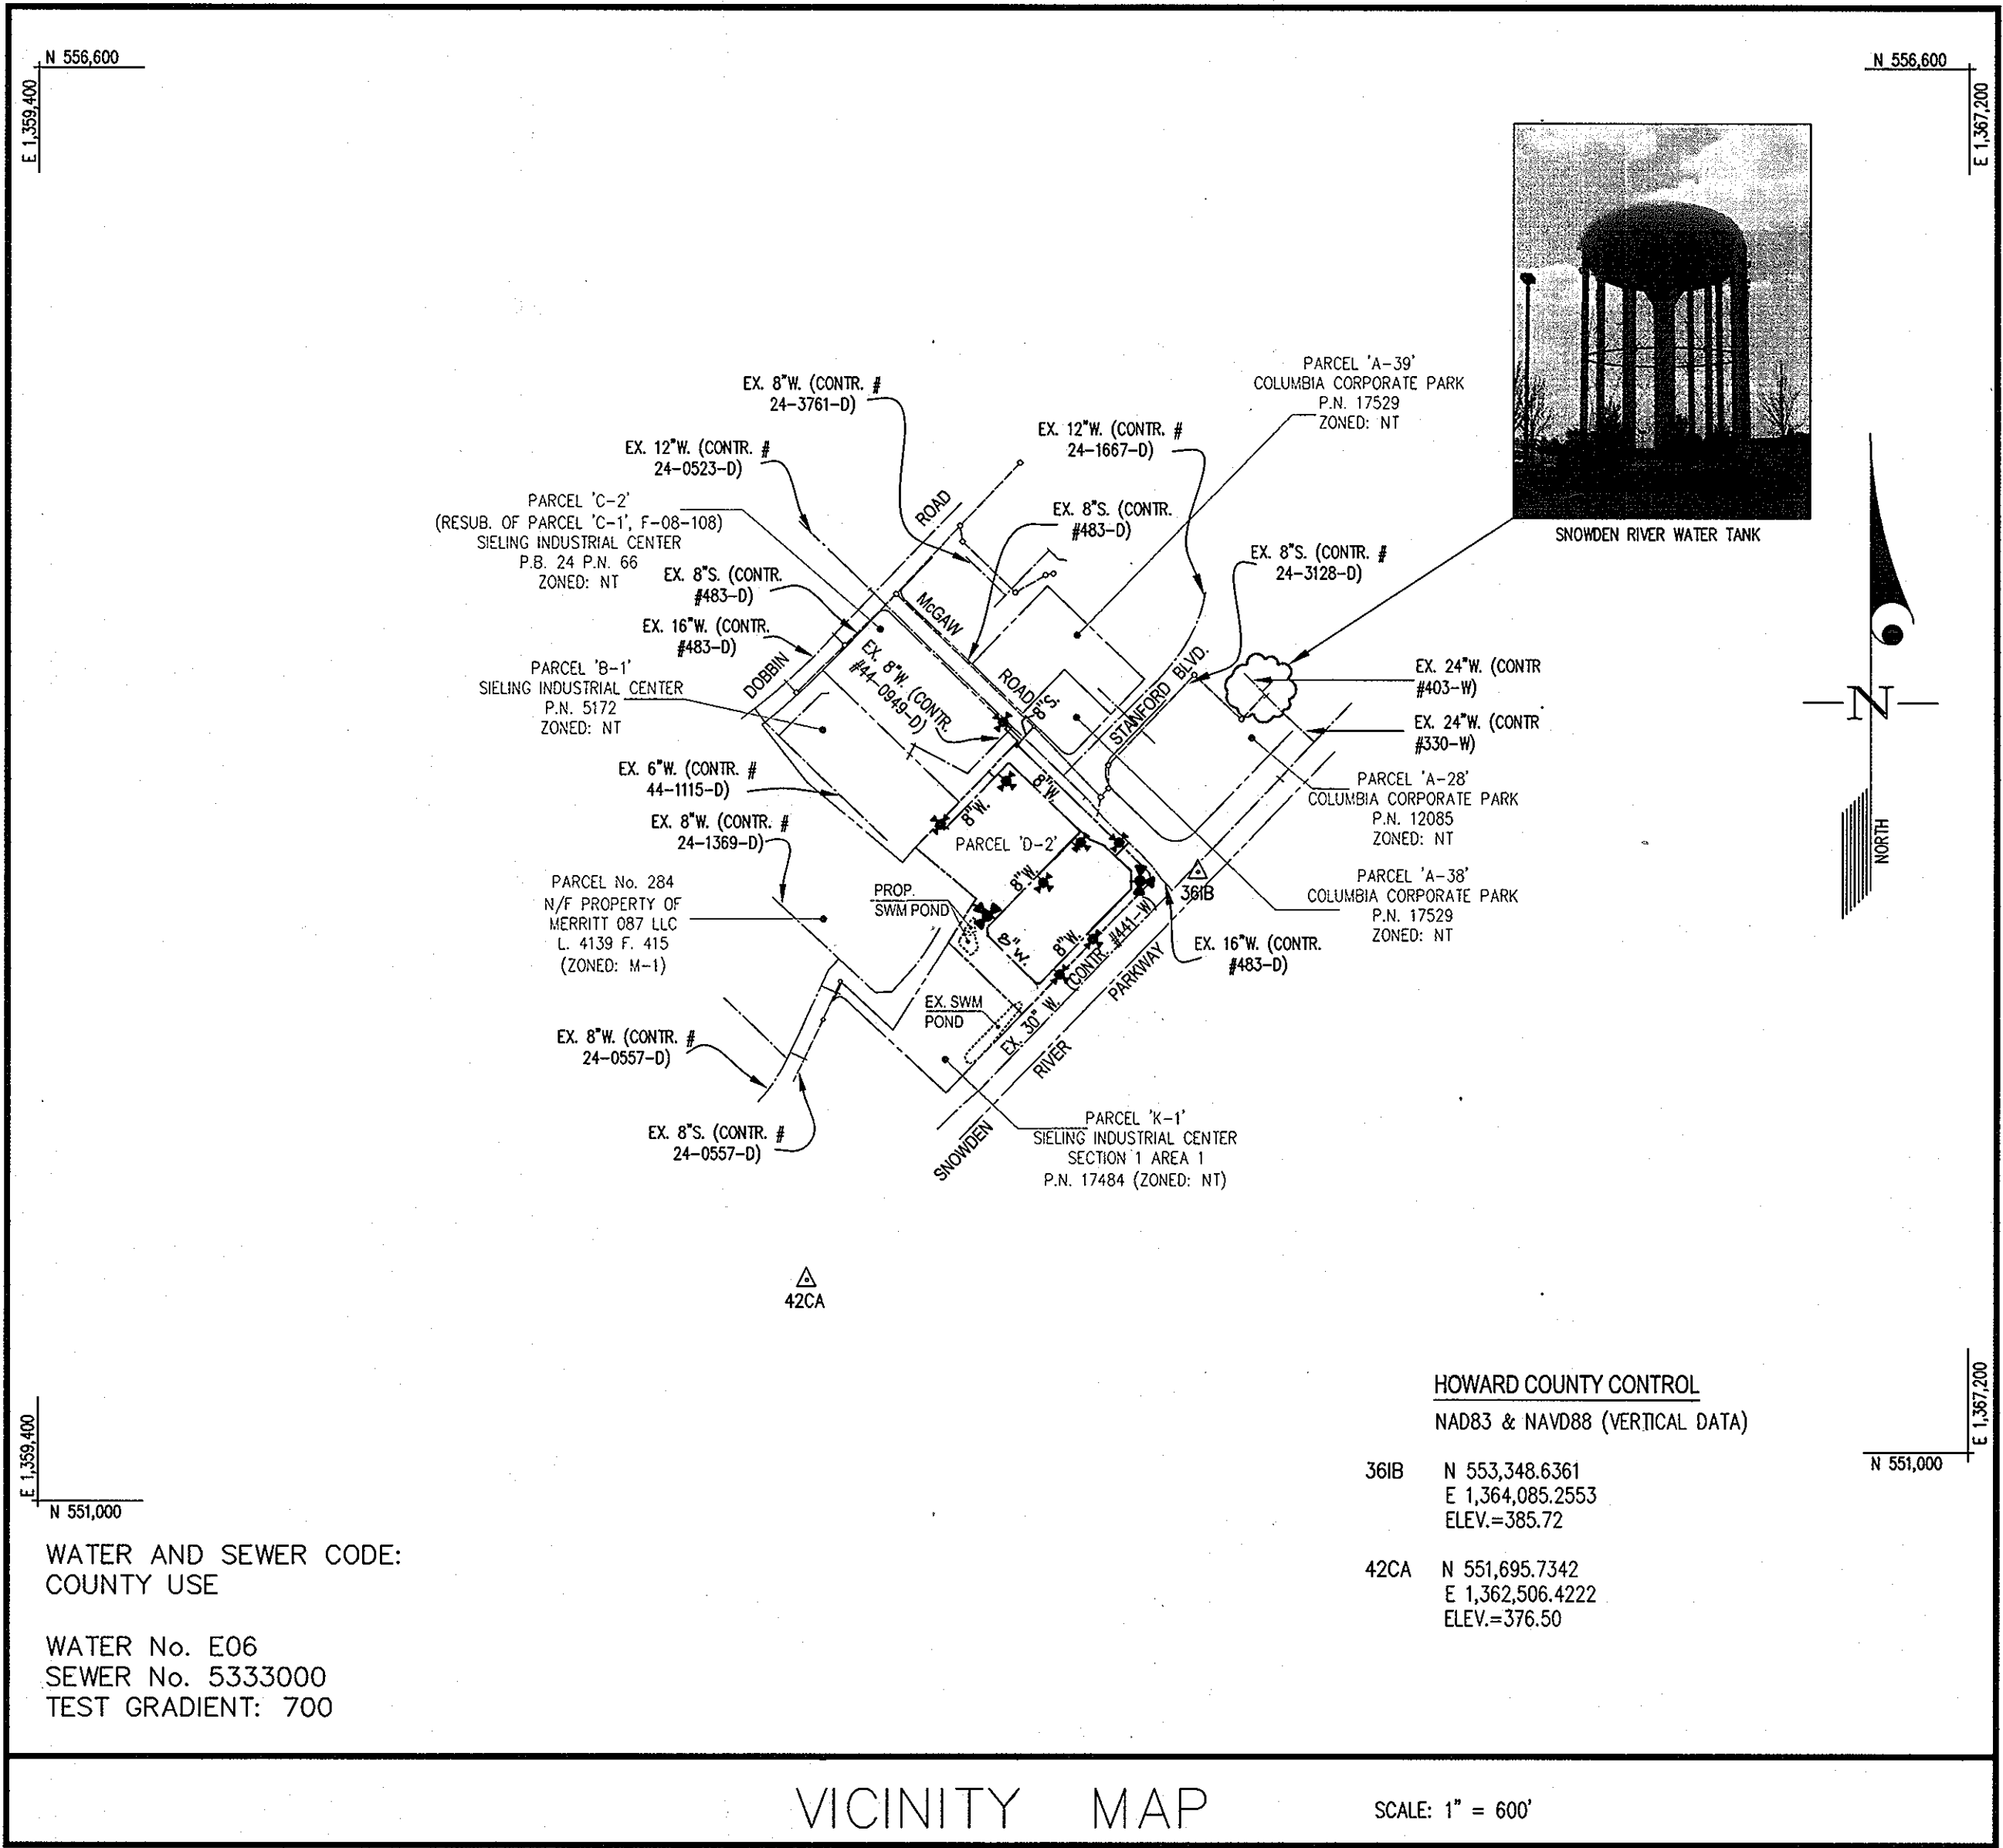 N 556,600
E 1,359,400
N 556,600
E 1,367,200
SNOWDEN RIVER WATER TANK
PARCEL 'A-39'
COLUMBIA CORPORATE PARK
P.N. 17529
ZONED: NT
EX. 8"W. (CONTR. #
24-3761-D)
EX. 12"W. (CONTR. #
24-1667-D)
EX. 12"W. (CONTR. #
24-0523-D)
PARCEL 'C-2'
(RESUB. OF PARCEL 'C-1', F-08-108)
SIELING INDUSTRIAL CENTER
P.B. 24 P.N. 66
ZONED: NT
EX. 8"S. (CONTR.
#483-D)
EX. 8"S. (CONTR. #
24-3128-D)
EX. 8"S. (CONTR.
#483-D)
EX. 16"W. (CONTR.
#483-D)
PARCEL 'B-1'
SIELING INDUSTRIAL CENTER
P.N. 5172
ZONED: NT
DOBBIN
ROAD
McGAW
ROAD
8"S.
EX. 8"W. (CONTR.
#44-0949-D)
STANFORD BLVD.
EX. 24"W. (CONTR
#403-W)
EX. 24"W. (CONTR
#330-W)
PARCEL 'A-28'
COLUMBIA CORPORATE PARK
P.N. 12085
ZONED: NT
PARCEL 'A-38'
COLUMBIA CORPORATE PARK
P.N. 17529
ZONED: NT
EX. 6"W. (CONTR. #
44-1115-D)
EX. 8"W. (CONTR. #
24-1369-D)
PARCEL No. 284
N/F PROPERTY OF
MERRITT 087 LLC
L. 4139 F. 415
(ZONED: M-1)
8"W.
8"W.
PARCEL 'D-2'
8"W.
PROP.
SWM POND
8"W.
8"W.
36IB
EX. 16"W. (CONTR.
#483-D)
EX. SWM
POND
EX. 30" W. (CONTR. #441-W)
SNOWDEN
RIVER
PARKWAY
EX. 8"W. (CONTR. #
24-0557-D)
EX. 8"S. (CONTR. #
24-0557-D)
PARCEL 'K-1'
SIELING INDUSTRIAL CENTER
SECTION 1 AREA 1
P.N. 17484 (ZONED: NT)
N
NORTH
42CA
HOWARD COUNTY CONTROL
NAD83 & NAVD88 (VERTICAL DATA)
36IB N 553,348.6361
E 1,364,085.2553
ELEV.=385.72
42CA N 551,695.7342
E 1,362,506.4222
ELEV.=376.50
E 1,359,400
N 551,000
E 1,367,200
N 551,000
WATER AND SEWER CODE:
COUNTY USE
WATER No. E06
SEWER No. 5333000
TEST GRADIENT: 700
VICINITY MAP
SCALE: 1" = 600'